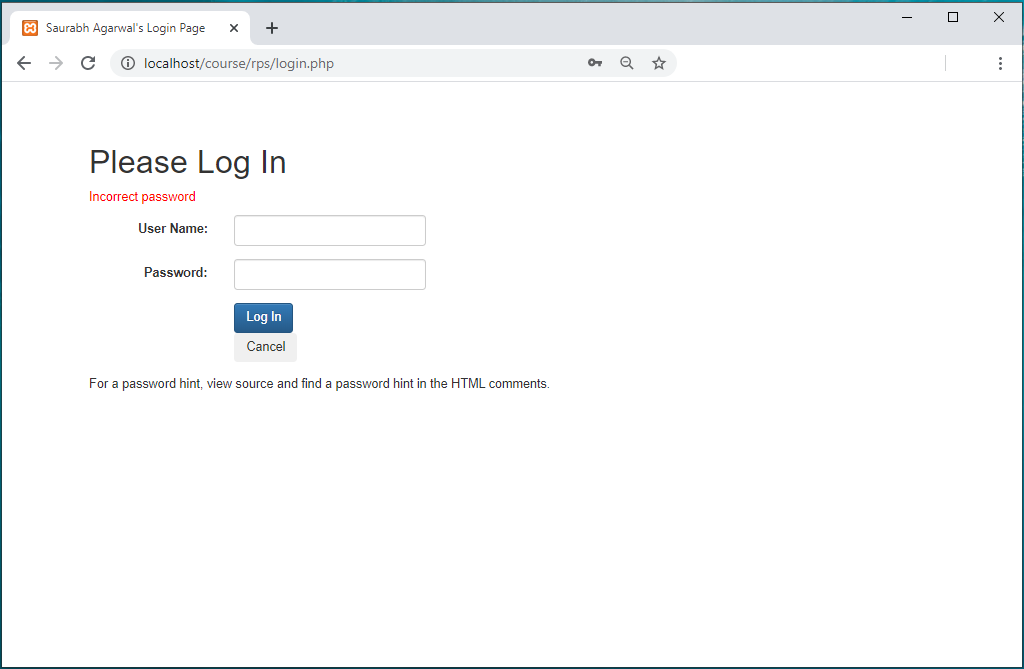 Saurabh Agarwal's Login Page
localhost/course/rps/login.php
Please Log In
Incorrect password
User Name:
Password:
Log In
Cancel
For a password hint, view source and find a password hint in the HTML comments.